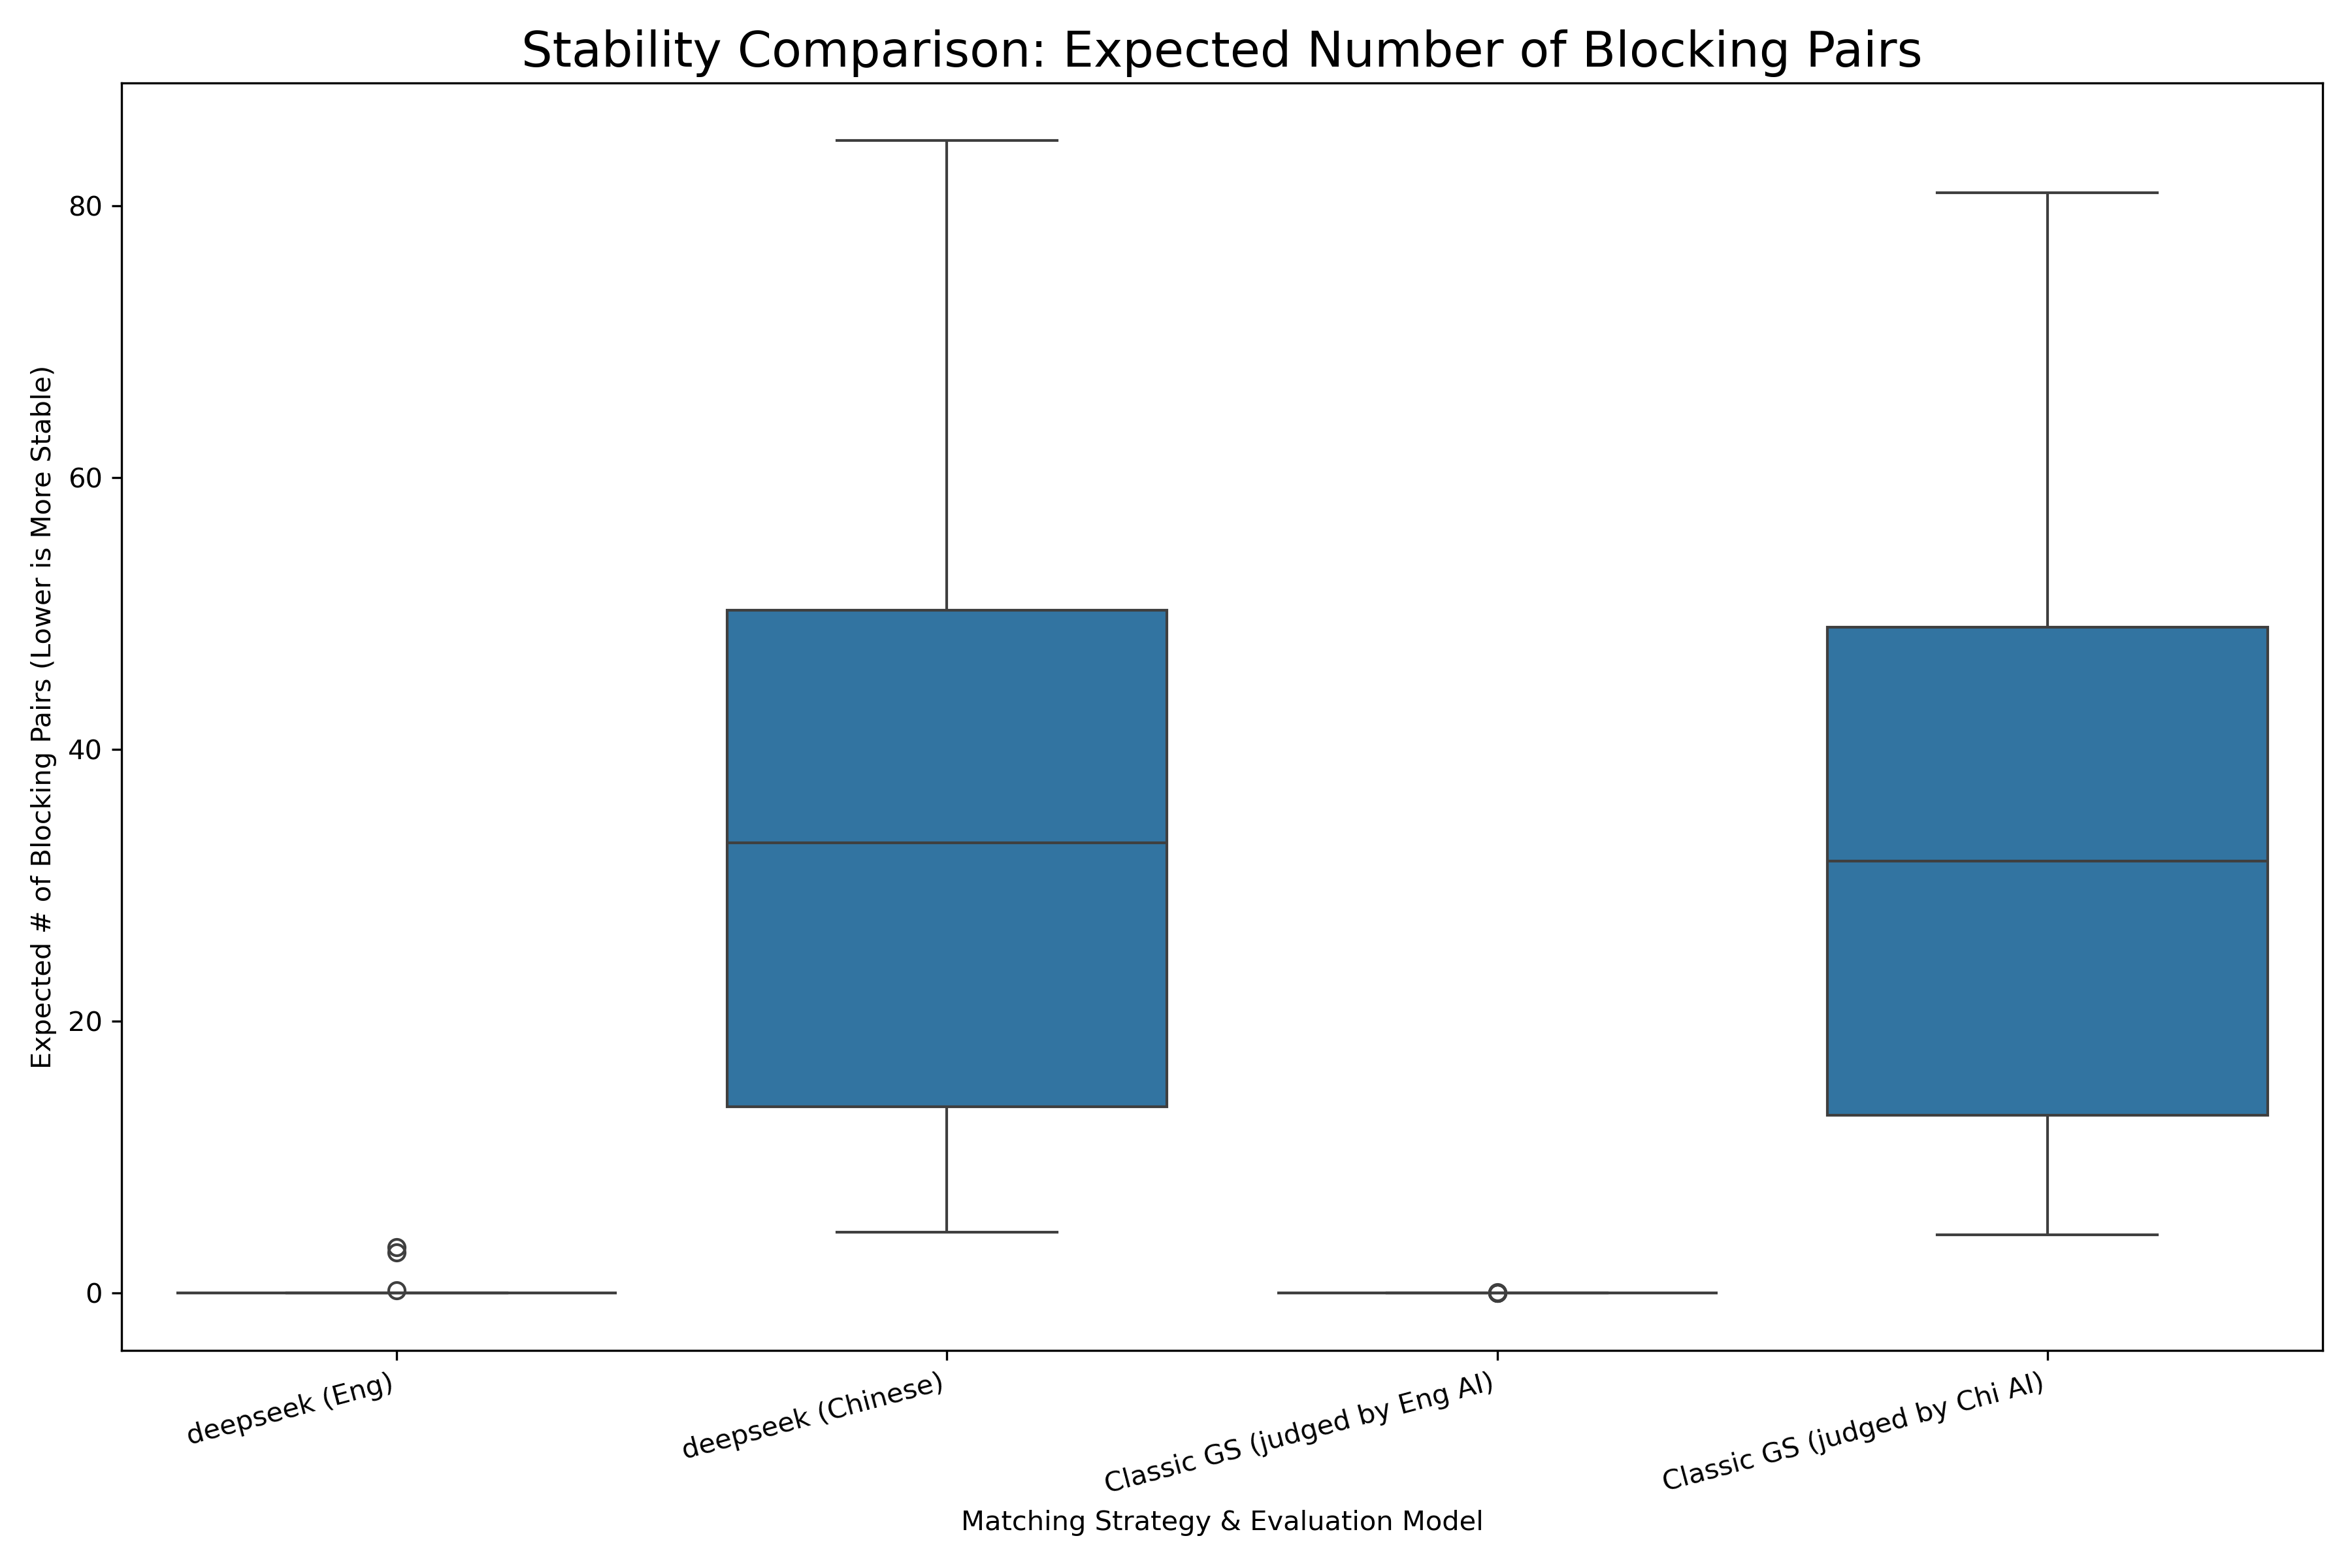 Stability Comparison: Expected Number of Blocking Pairs
Expected # of Blocking Pairs (Lower is More Stable)
80
60
40
20
0
deepseek (Eng)
deepseek (Chinese)
Classic GS (judged by Eng AI)
Classic GS (judged by Chi AI)
Matching Strategy & Evaluation Model